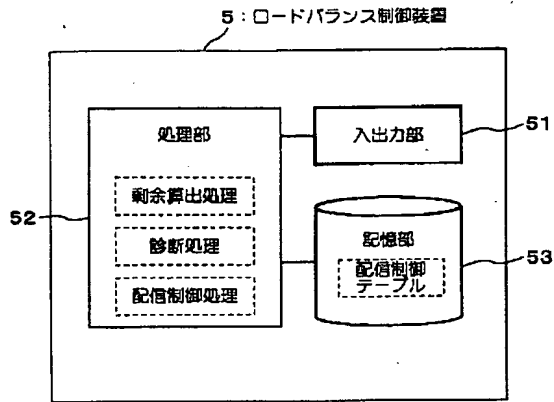 5:ロードバランス制御装置
処理部
入出力部
51
剰余算出処理
52
診断処理
記憶部
配信制御
テーブル
53
配信制御処理